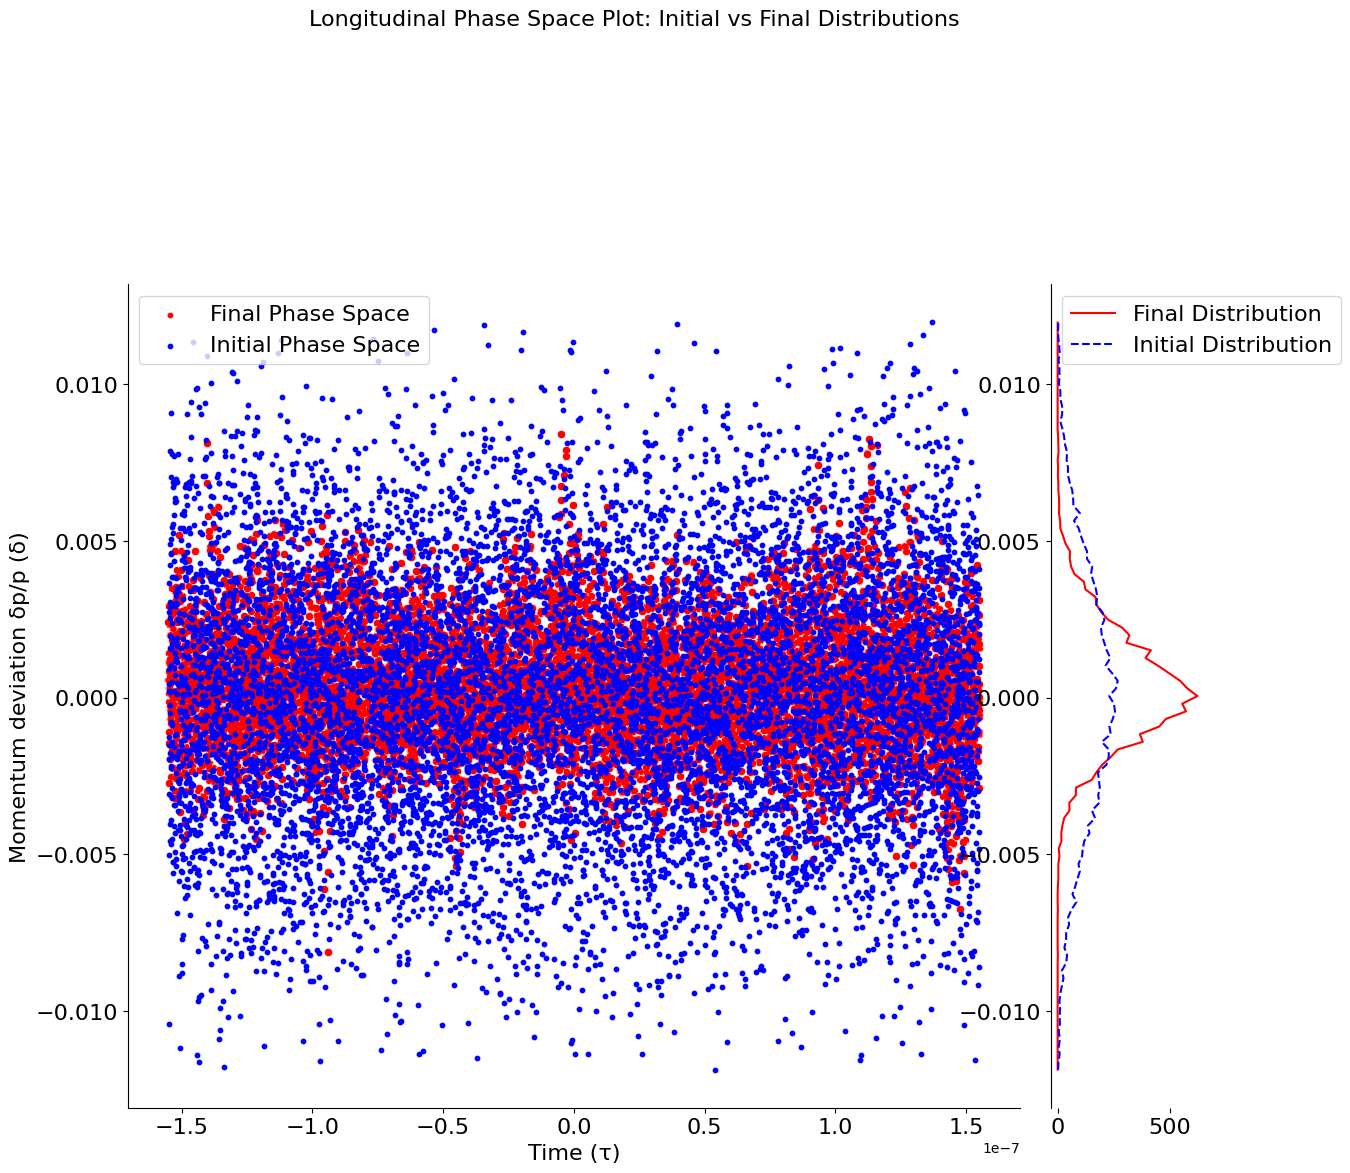 Longitudinal Phase Space Plot: Initial vs Final Distributions
Final Phase Space
Initial Phase Space
Final Distribution
Initial Distribution
0.010
0.005
0.000
−0.005
−0.010
Momentum deviation δp/p (δ)
−1.5
−1.0
−0.5
0.0
0.5
1.0
1.5
1e−7
Time (τ)
0.010
0.005
0.000
−0.005
−0.010
0
500